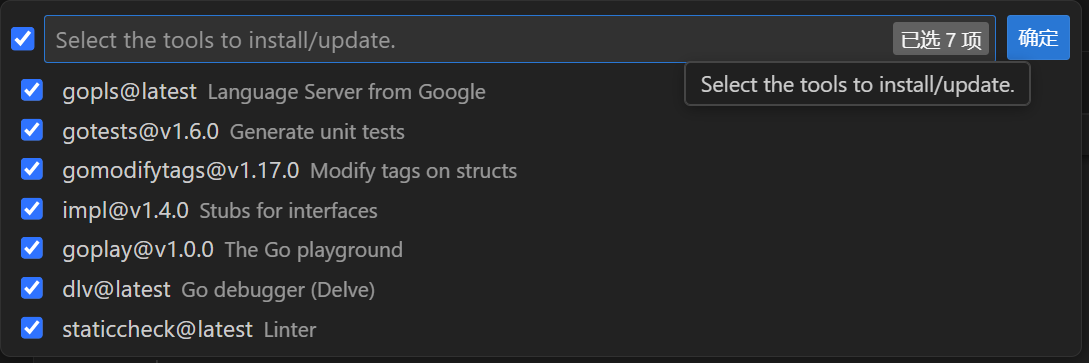 Select the tools to install/update. 已选 7 项 确定
Select the tools to install/update.
gopls@latest Language Server from Google
gotests@v1.6.0 Generate unit tests
gomodifytags@v1.17.0 Modify tags on structs
impl@v1.4.0 Stubs for interfaces
goplay@v1.0.0 The Go playground
dlv@latest Go debugger (Delve)
staticcheck@latest Linter